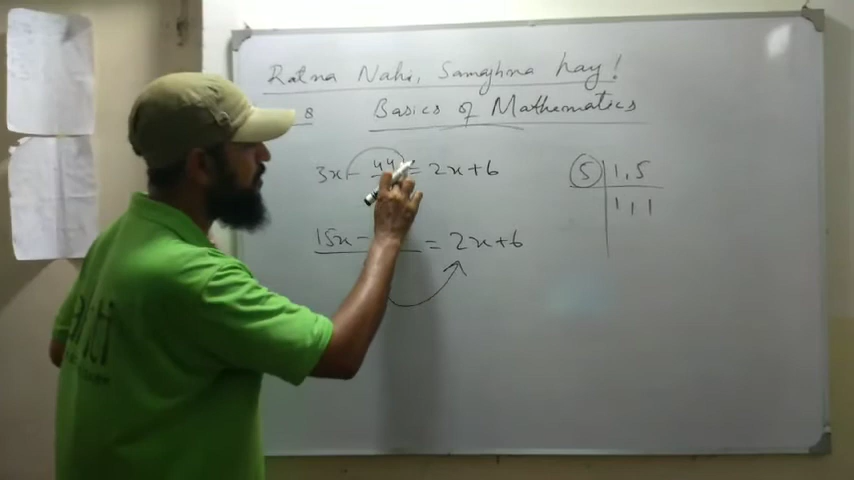 Ratna Nahi, Samajhna hay!
8 Basics of Mathematics
3x - 44 = 2x+6
5 | 1, 5
1, 1, 1
15x - = 2x+6